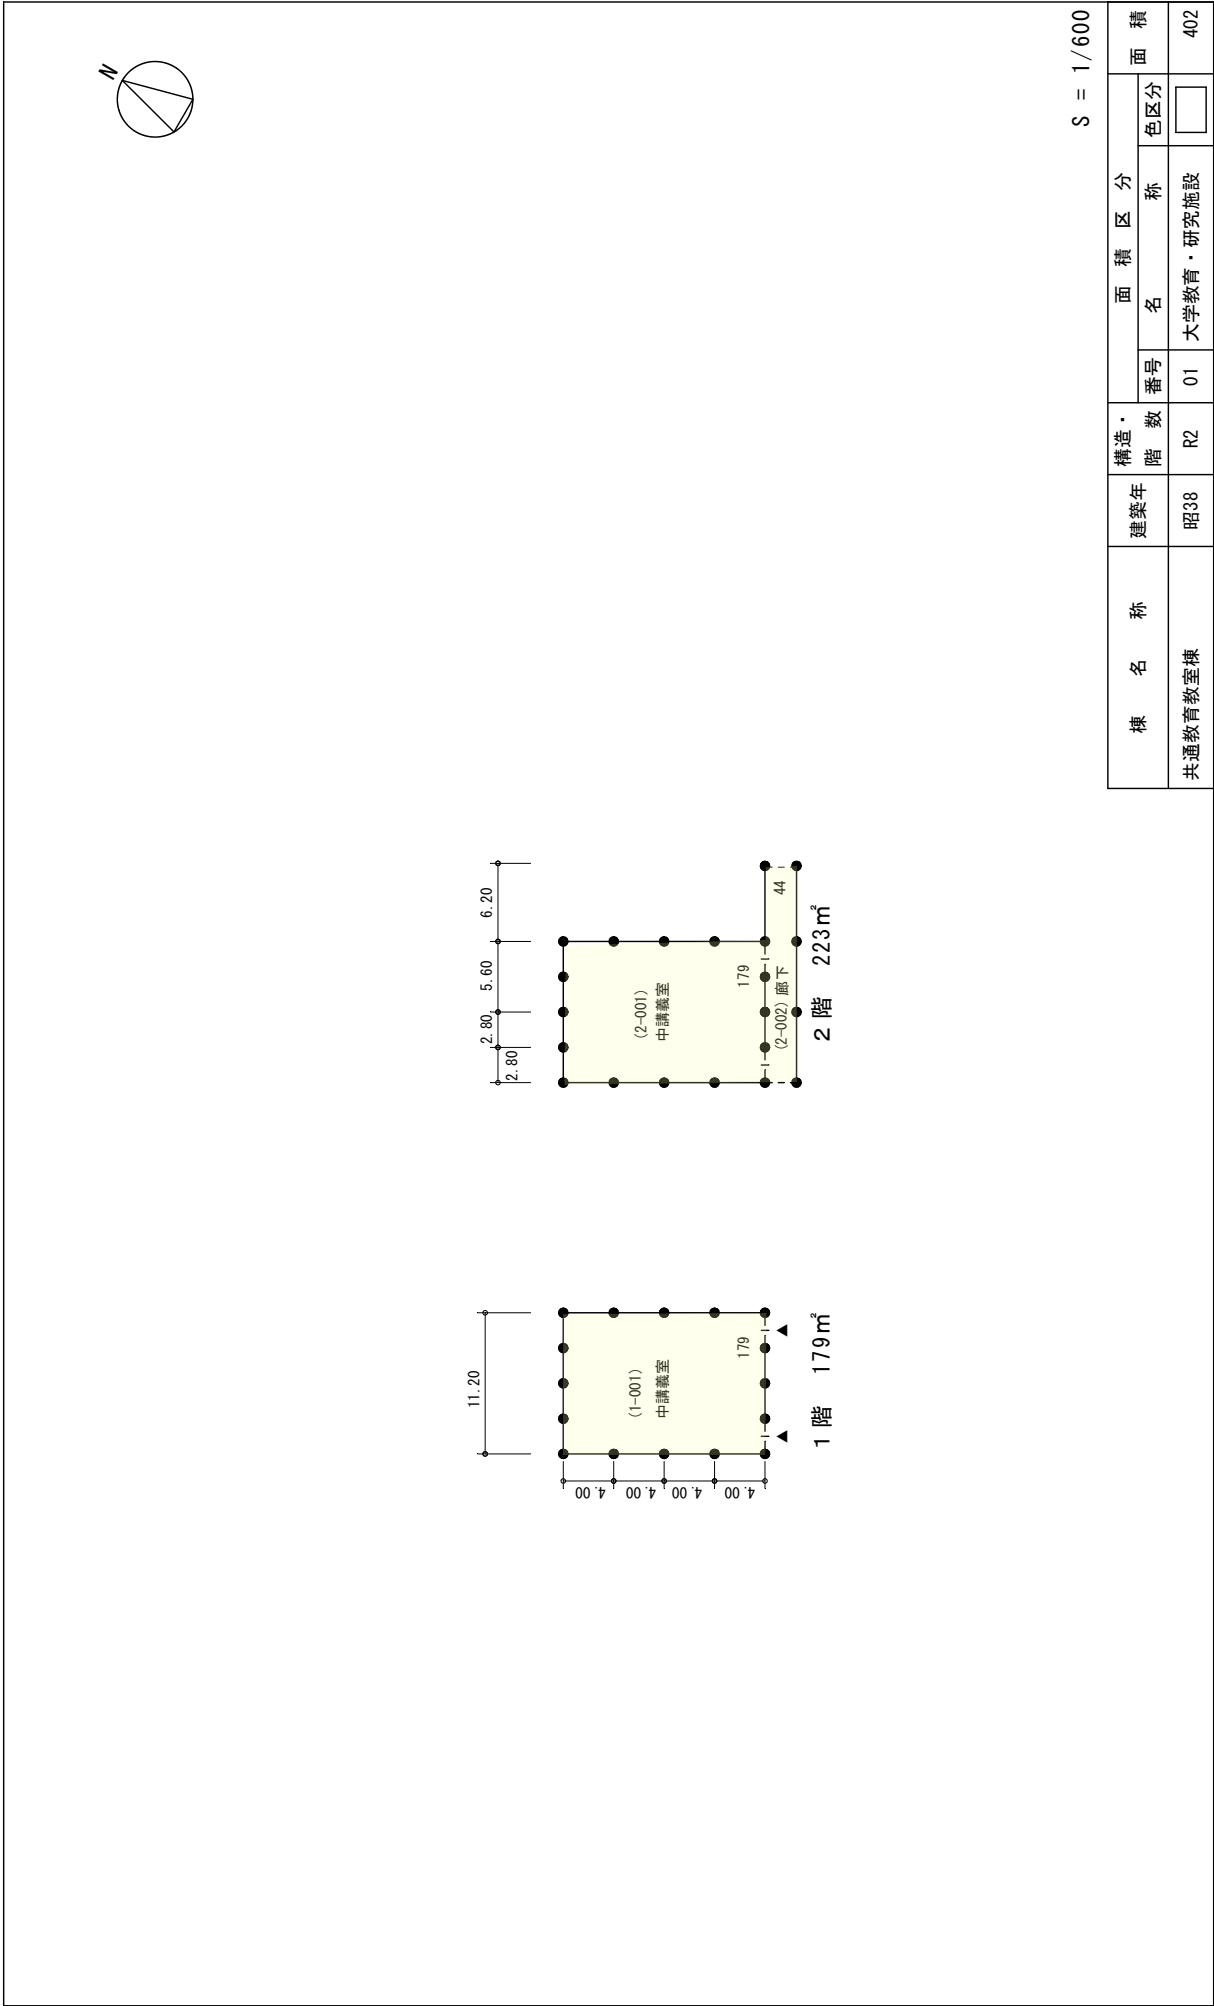 N
11.20
4.00
4.00
4.00
4.00
(1-001)
中講義室
179
1階 179㎡
2.80
2.80
5.60
6.20
(2-001)
中講義室
179
(2-002) 廊下
44
2階 223㎡
S = 1/600
棟 名 称
建築年
構造・
階 数
面 積 区 分
番号
名 称
色区分
面 積
共通教育教室棟
昭38
R2
01
大学教育・研究施設
402